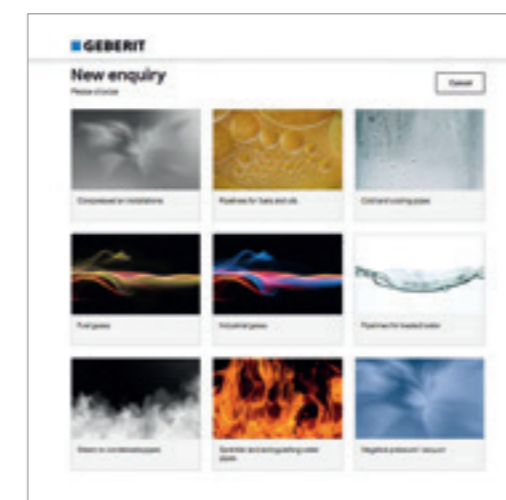 GEBERIT
New enquiry
Please choose
Cancel
Compressed air installations
Pipelines for fuels and oils
Cold and cooling pipes
Fuel gases
Industrial gases
Pipelines for treated water
Steam or condensate pipes
Sprinkler and extinguishing water
pipes
Negative pressure / vacuum